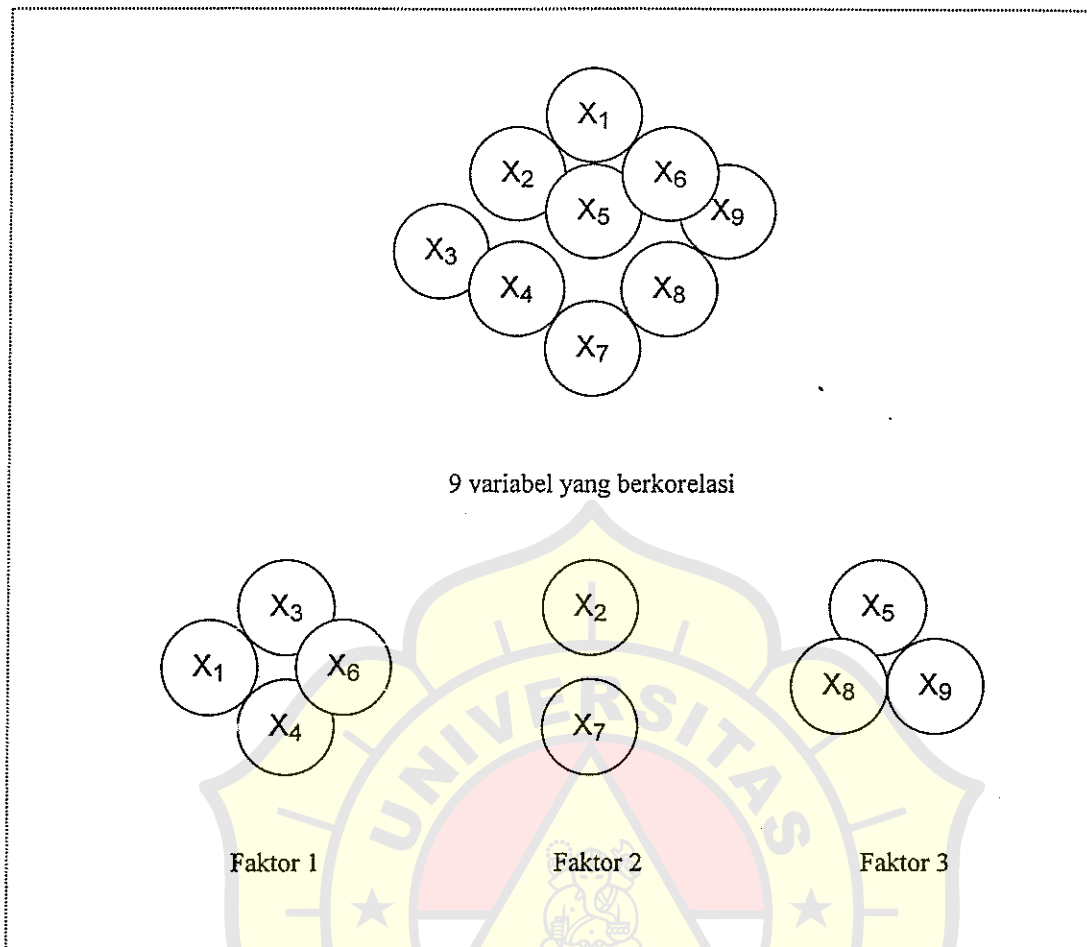 X₁
X₂ X₆
X₅ X₉
X₃
X₄ X₈
X₇
9 variabel yang berkorelasi
X₃ X₂ X₅
X₁ X₆ X₈ X₉
X₄ X₇
UNIVERSITAS
Faktor 1 Faktor 2 Faktor 3